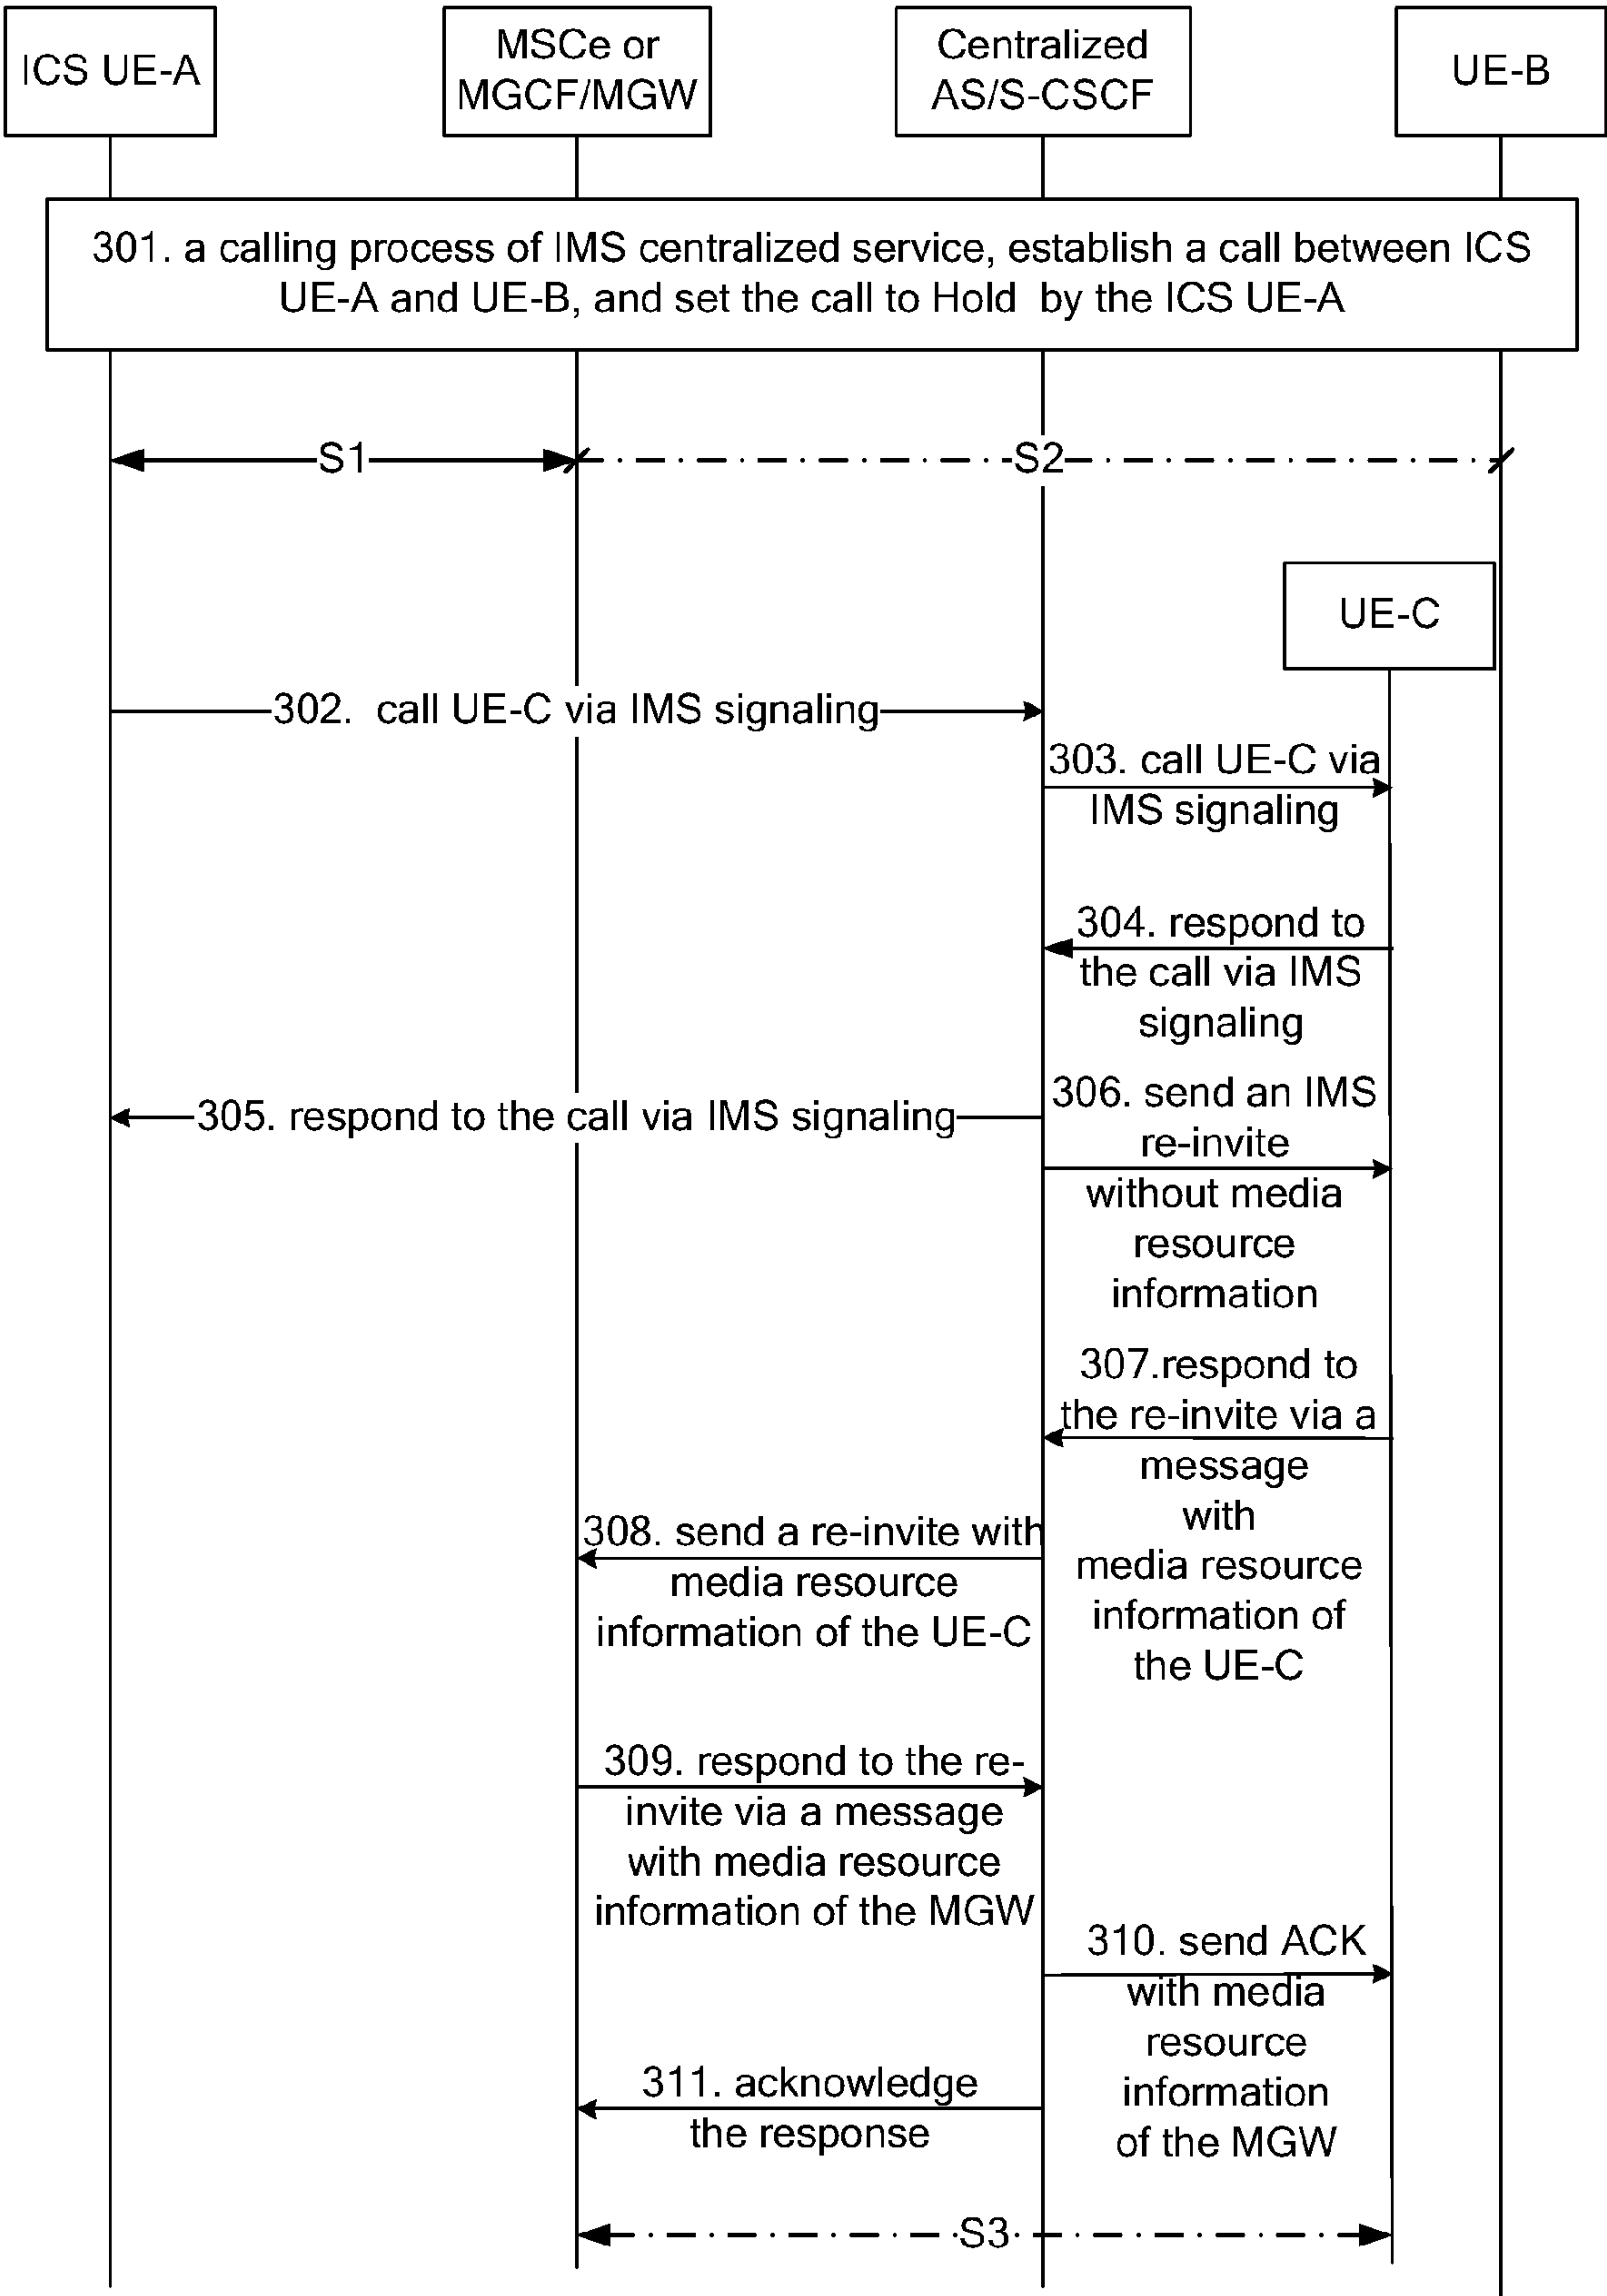 ICS UE-A
MSCe or
MGCF/MGW
Centralized
AS/S-CSCF
UE-B
301. a calling process of IMS centralized service, establish a call between ICS
UE-A and UE-B, and set the call to Hold by the ICS UE-A
S1
S2
UE-C
302. call UE-C via IMS signaling
303. call UE-C via
IMS signaling
304. respond to
the call via IMS
signaling
305. respond to the call via IMS signaling
306. send an IMS
re-invite
without media
resource
information
307.respond to
the re-invite via a
message
with
media resource
information of
the UE-C
308. send a re-invite with
media resource
information of the UE-C
309. respond to the re-
invite via a message
with media resource
information of the MGW
310. send ACK
with media
resource
information
of the MGW
311. acknowledge
the response
S3